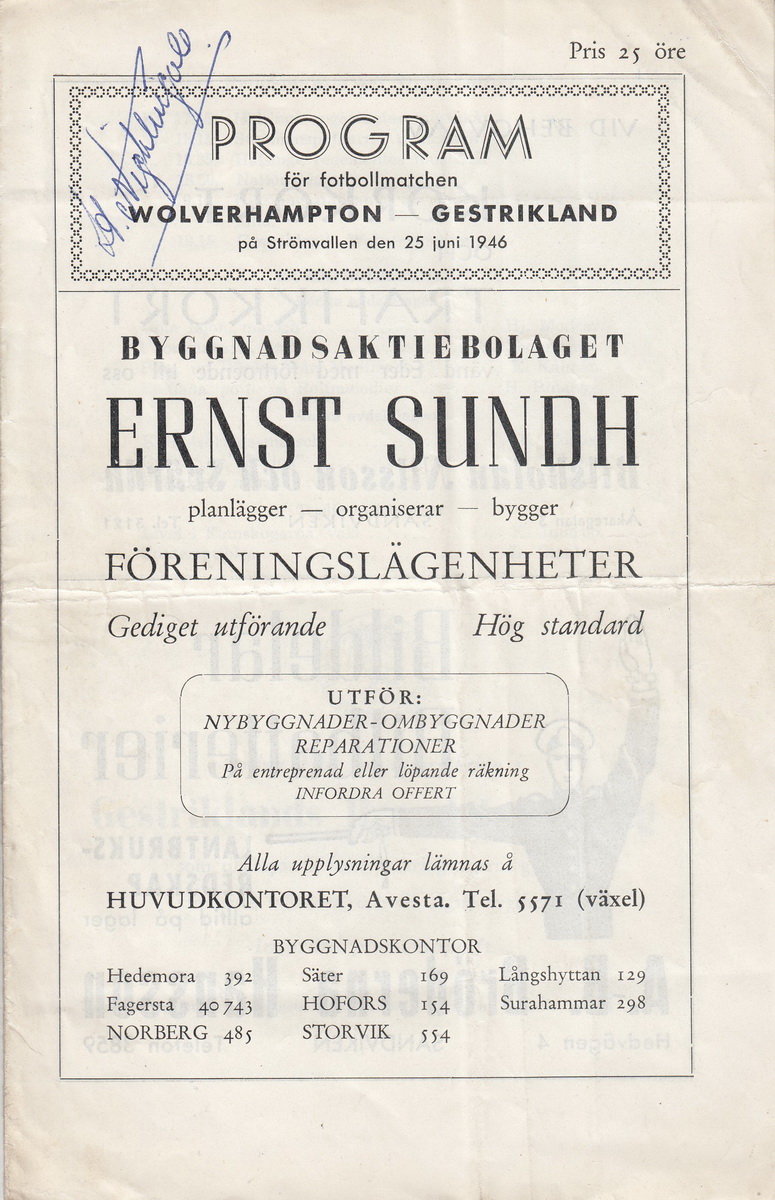 Pris 25 öre
PROGRAM
för fotbollmatchen
WOLVERHAMPTON — GESTRIKLAND
på Strömvallen den 25 juni 1946
BYGGNADSAKTIEBOLAGET
ERNST SUNDH
planlägger — organiserar — bygger
FÖRENINGSLÄGENHETER
Gediget utförande Hög standard
UTFÖR:
NYBYGGNADER-OMBYGGNADER
REPARATIONER
På entreprenad eller löpande räkning
INFORDRA OFFERT
Alla upplysningar lämnas å
HUVUDKONTORET, Avesta. Tel. 5571 (växel)
BYGGNADSKONTOR
Hedemora 392 Säter 169 Långshyttan 129
Fagersta 40 743 HOFORS 154 Surahammar 298
NORBERG 485 STORVIK 554